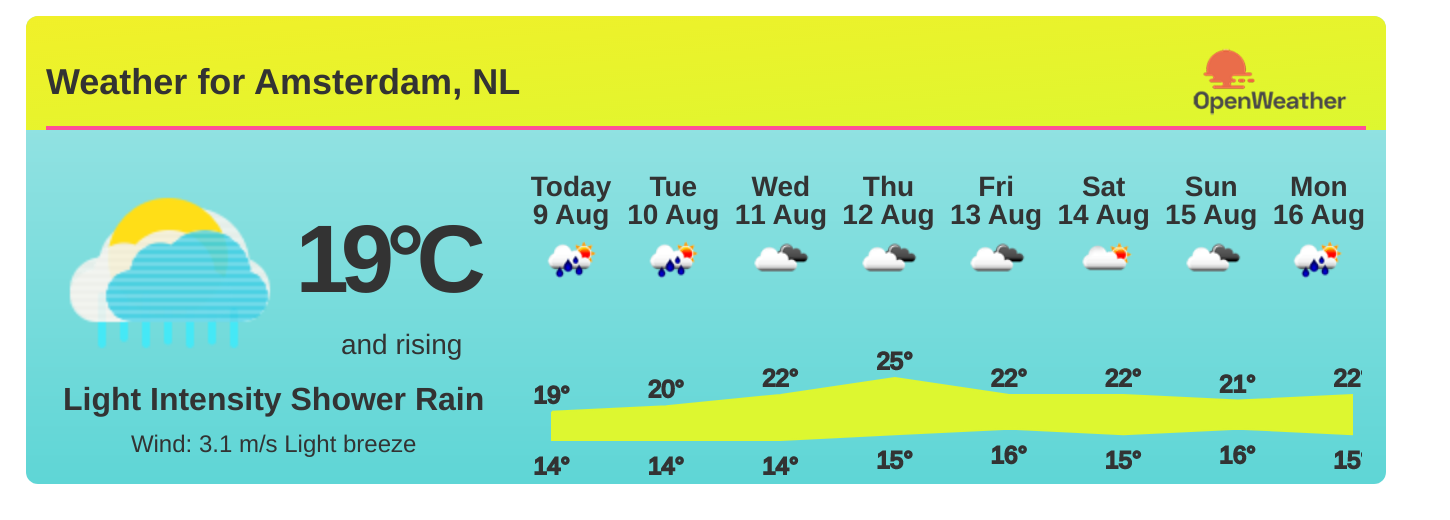 Weather for Amsterdam, NL
OpenWeather
19°C
and rising
Light Intensity Shower Rain
Wind: 3.1 m/s Light breeze
Today Tue Wed Thu Fri Sat Sun Mon
9 Aug 10 Aug 11 Aug 12 Aug 13 Aug 14 Aug 15 Aug 16 Aug
19° 20° 22° 25° 22° 22° 21° 22°
14° 14° 14° 15° 16° 15° 16° 15°